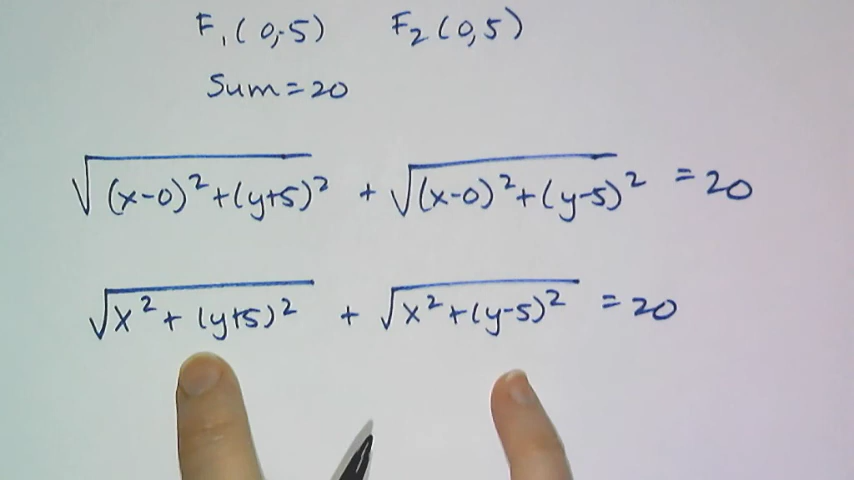 F₁(0,-5) F₂(0,5)
Sum=20
√(x-0)²+(y+5)² + √(x-0)²+(y-5)² =20
√x²+(y+5)² + √x²+(y-5)² =20